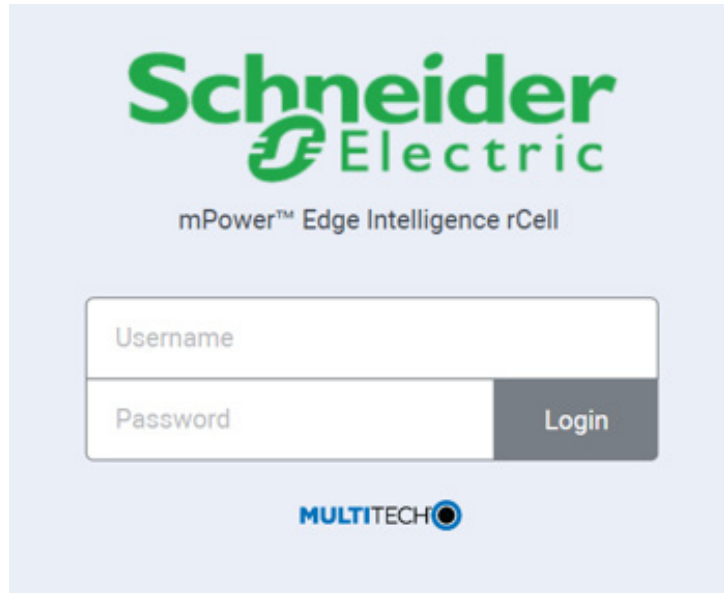 Schneider
Electric
mPower™ Edge Intelligence rCell
Username
Password
Login
MULTITECH